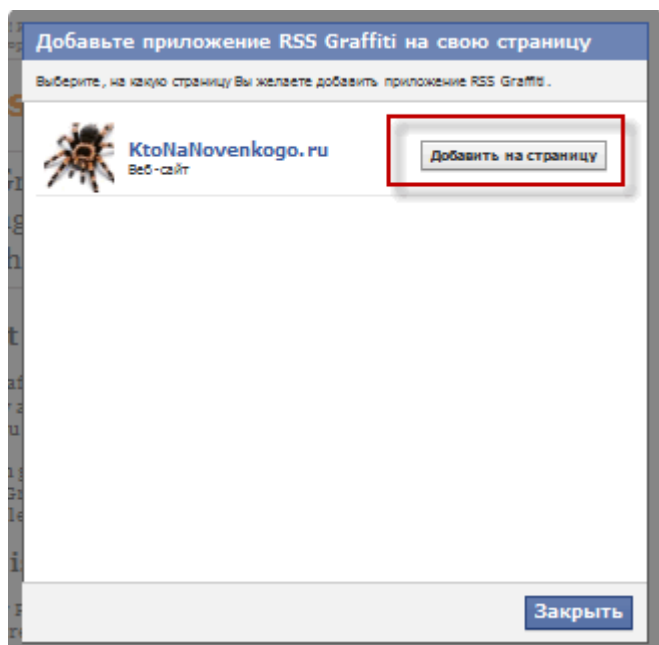 Добавьте приложение RSS Graffiti на свою страницу
Выберите, на какую страницу Вы желаете добавить приложение RSS Graffiti.
KtoNaNovenkogo.ru
Веб-сайт
Добавить на страницу
Закрыть